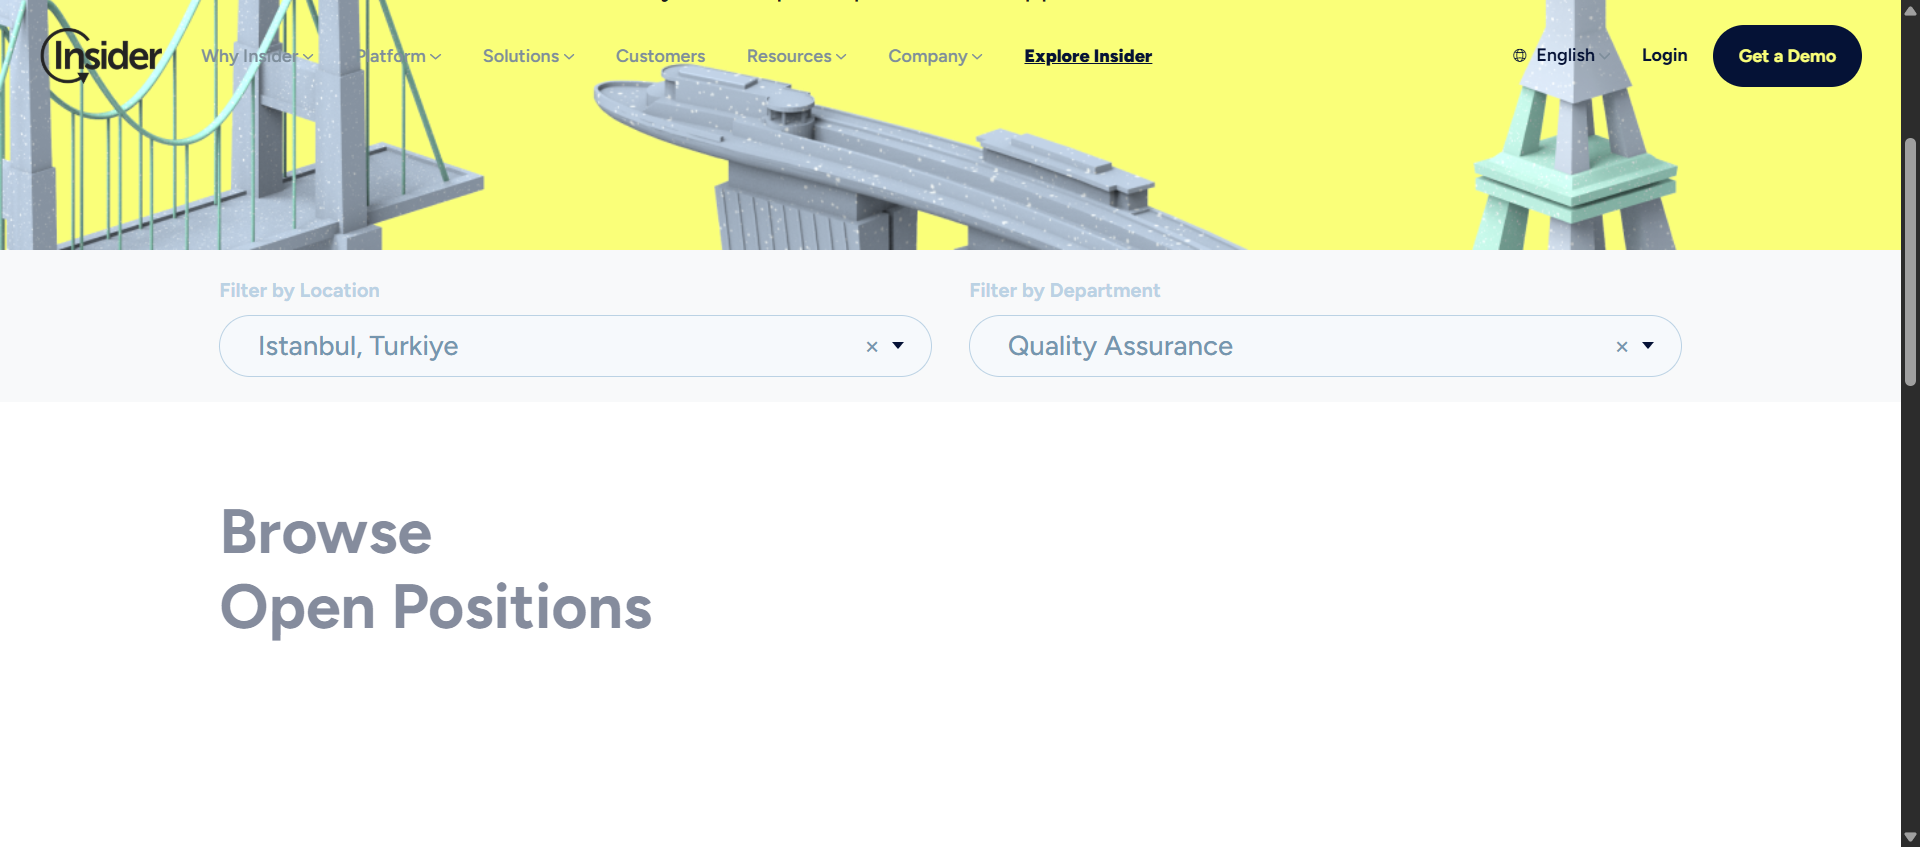 Insider
Why Insider
Platform
Solutions
Customers
Resources
Company
Explore Insider
English
Login
Get a Demo
Filter by Location
Filter by Department
Istanbul, Turkiye
Quality Assurance
Browse
Open Positions